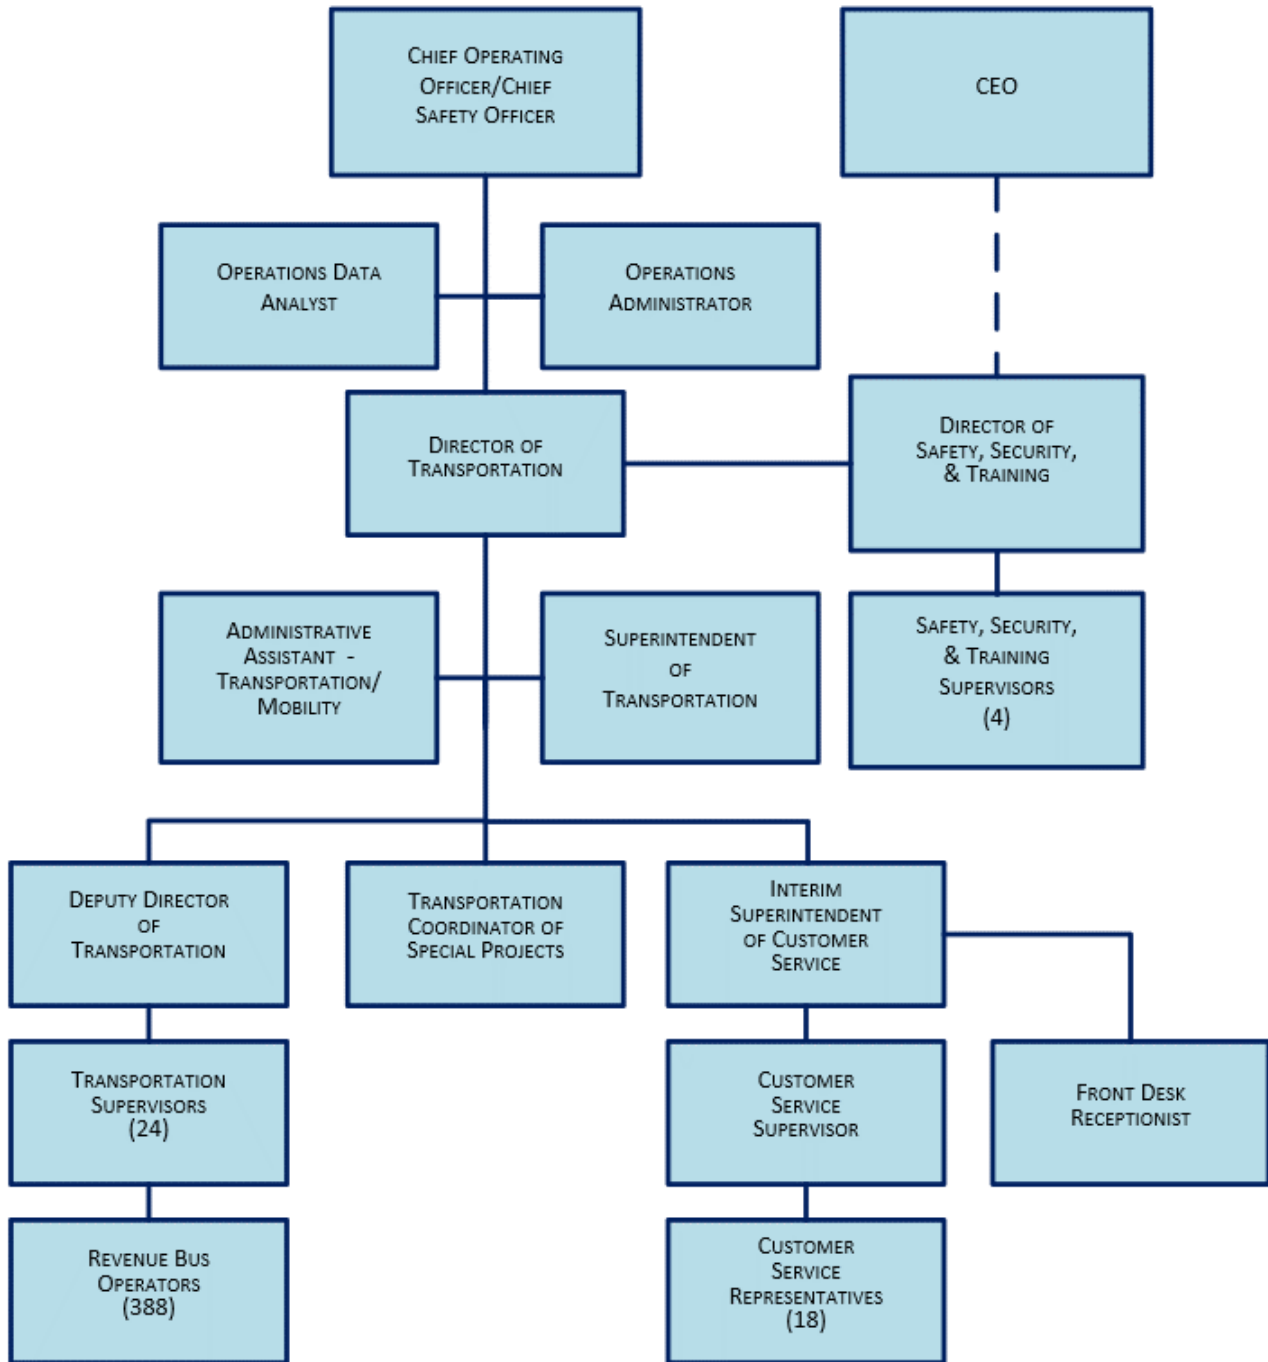 Chief Operating
Officer/Chief
Safety Officer
CEO
Operations Data
Analyst
Operations
Administrator
Director of
Transportation
Director of
Safety, Security,
& Training
Administrative
Assistant -
Transportation/
Mobility
Superintendent
of
Transportation
Safety, Security,
& Training
Supervisors
(4)
Deputy Director
of
Transportation
Transportation
Coordinator of
Special Projects
Interim
Superintendent
of Customer
Service
Transportation
Supervisors
(24)
Customer
Service
Supervisor
Front Desk
Receptionist
Revenue Bus
Operators
(388)
Customer
Service
Representatives
(18)